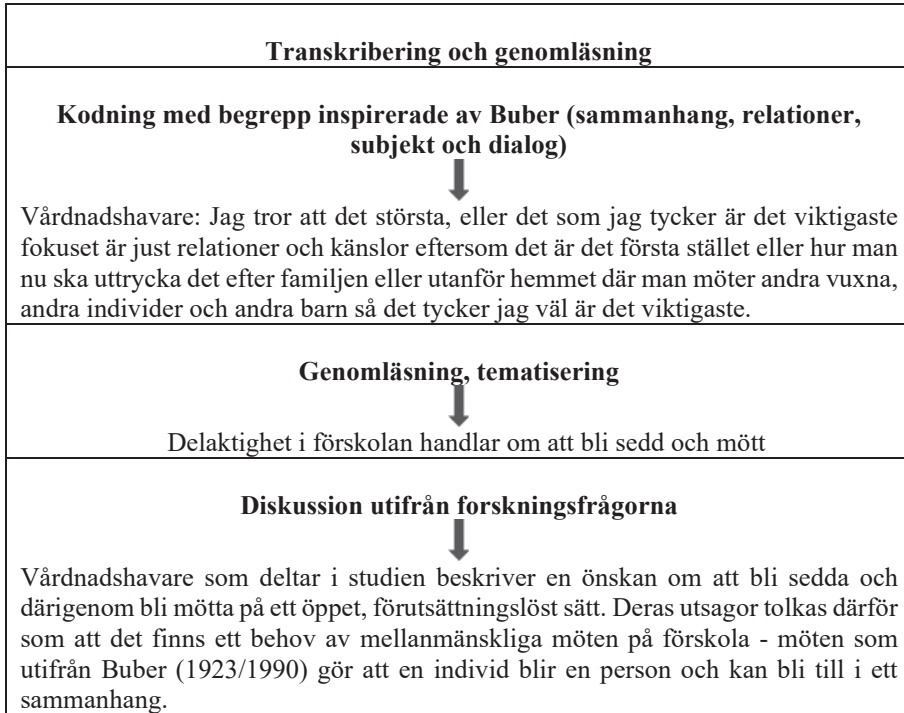 Transkribering och genomläsning
Kodning med begrepp inspirerade av Buber (sammanhang, relationer,
subjekt och dialog)
Vårdnadshavare: Jag tror att det största, eller det som jag tycker är det viktigaste
fokuset är just relationer och känslor eftersom det är det första stället eller hur man
nu ska uttrycka det efter familjen eller utanför hemmet där man möter andra vuxna,
andra individer och andra barn så det tycker jag väl är det viktigaste.
Genomläsning, tematisering
Delaktighet i förskolan handlar om att bli sedd och mött
Diskussion utifrån forskningsfrågorna
Vårdnadshavare som deltar i studien beskriver en önskan om att bli sedda och
därigenom bli mötta på ett öppet, förutsättningslöst sätt. Deras utsagor tolkas därför
som att det finns ett behov av mellanmänskliga möten på förskola - möten som
utifrån Buber (1923/1990) gör att en individ blir en person och kan bli till i ett
sammanhang.